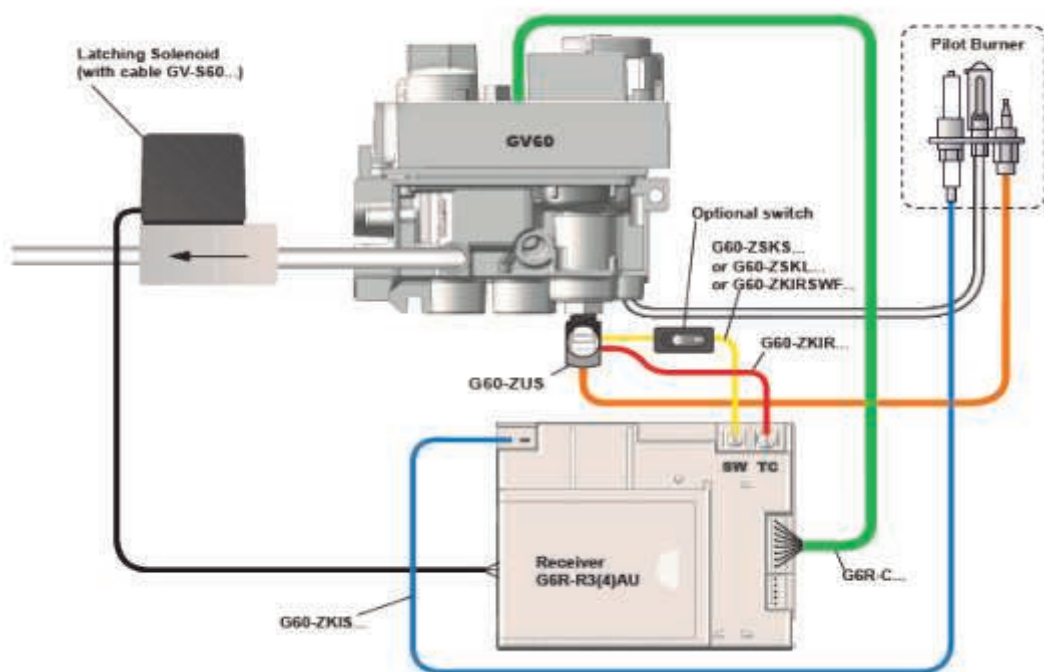 Latching Solenoid
(with cable GV-S60...)
Pilot Burner
GV60
Optional switch
G60-ZSKS...
or G60-ZSKL...
or G60-ZKIRSWF...
G60-ZKIR...
G60-ZUS
SW TC
Receiver
G6R-R3(4)AU
G6R-C...
G60-ZKIS...